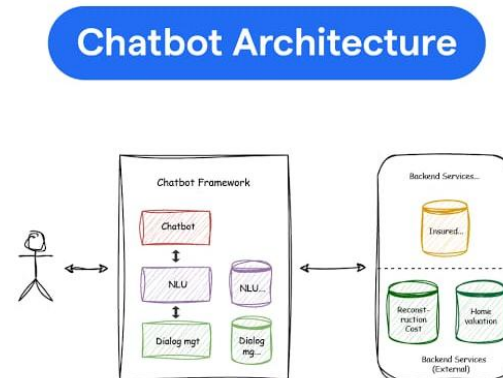 Chatbot Architecture
Chatbot Framework
Chatbot
NLU
NLU...
Dialog mgt
Dialog
mg...
Backend Services...
Insured...
Reconst-
ruction
Cost
Home
valuation
Backend Services
(External)